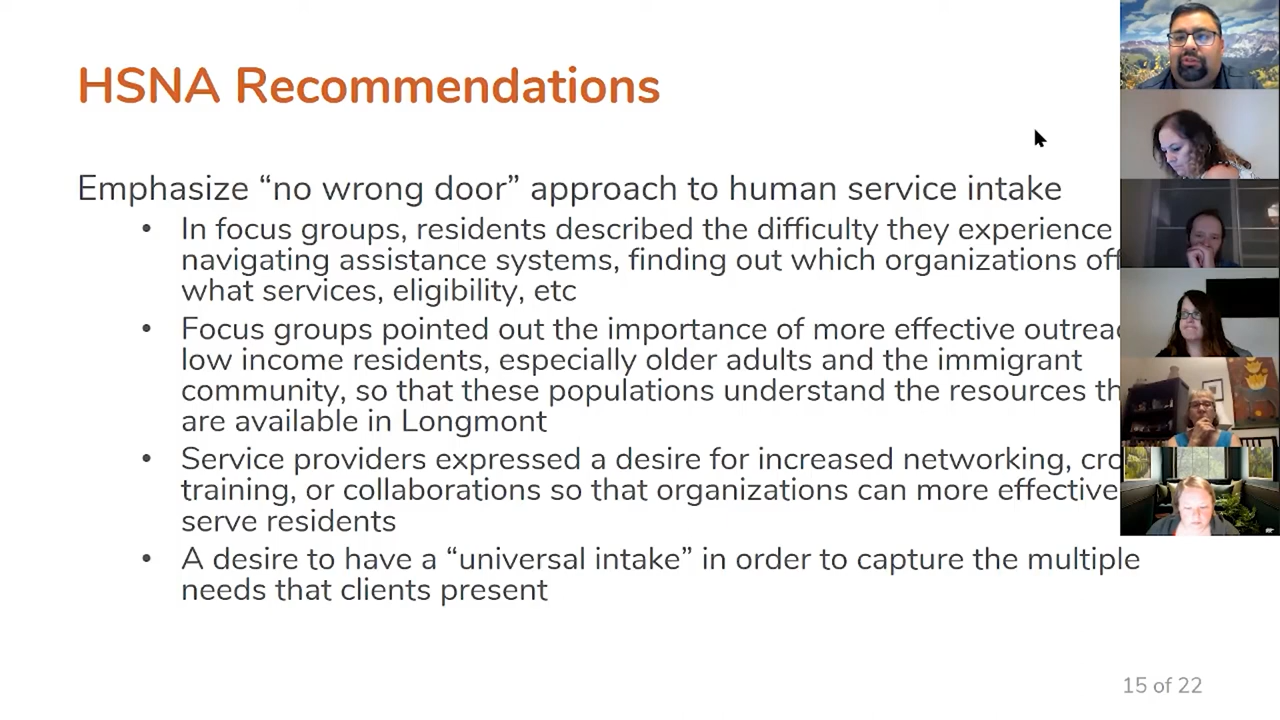 HSNA Recommendations
Emphasize “no wrong door” approach to human service intake
• In focus groups, residents described the difficulty they experience
navigating assistance systems, finding out which organizations
what services, eligibility, etc
• Focus groups pointed out the importance of more effective
low income residents, especially older adults and the immigrant
community, so that these populations understand the resources
are available in Longmont
• Service providers expressed a desire for increased networking,
training, or collaborations so that organizations can more
serve residents
• A desire to have a “universal intake” in order to capture the multiple
needs that clients present
15 of 22